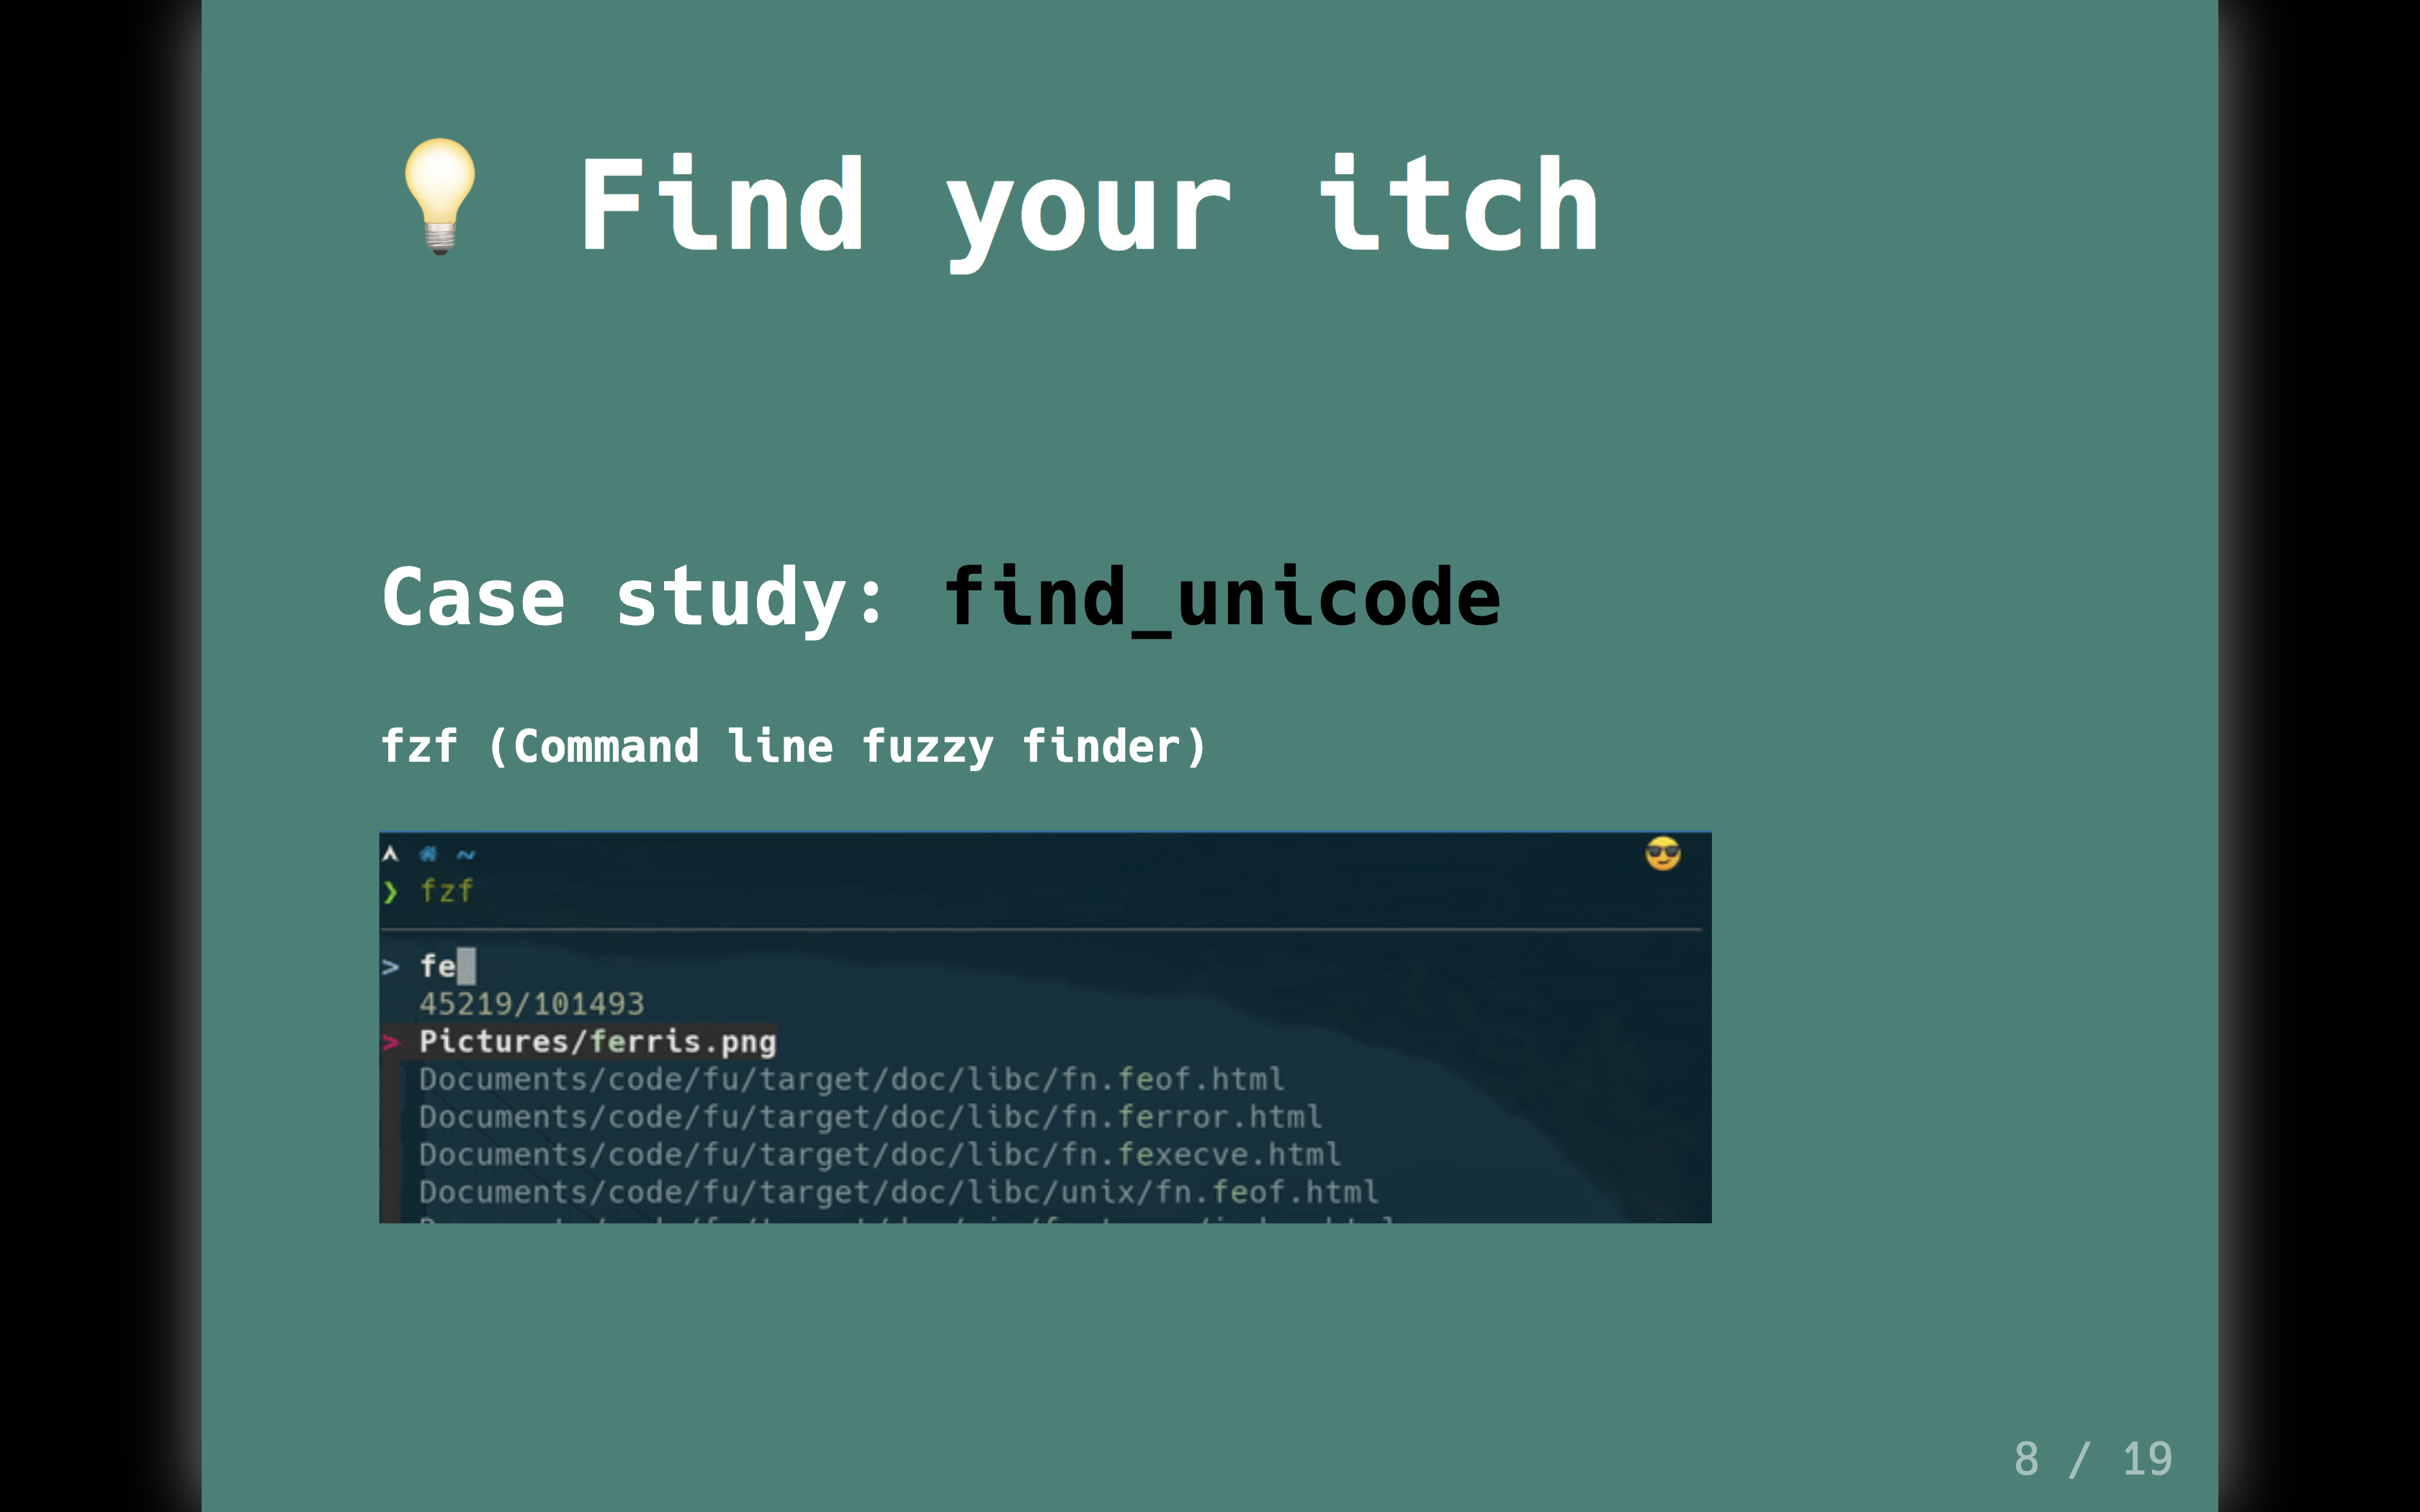 💡 Find your itch
Case study: find_unicode
fzf (Command line fuzzy finder)
~
❯ fzf
> fe
45219/101493
> Pictures/ferris.png
Documents/code/fu/target/doc/libc/fn.feof.html
Documents/code/fu/target/doc/libc/fn.ferror.html
Documents/code/fu/target/doc/libc/fn.fexecve.html
Documents/code/fu/target/doc/libc/unix/fn.feof.html
8 / 19